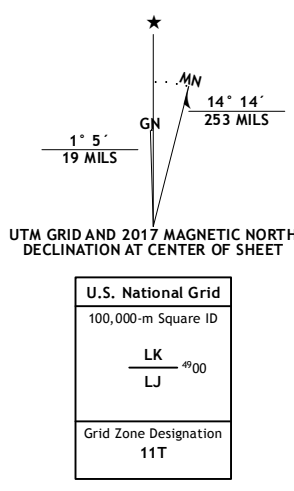 MN
GN
14° 14´
253 MILS
1° 5´
19 MILS
UTM GRID AND 2017 MAGNETIC NORTH
DECLINATION AT CENTER OF SHEET
U.S. National Grid
100,000-m Square ID
LK
⁴⁹00
LJ
Grid Zone Designation
11T